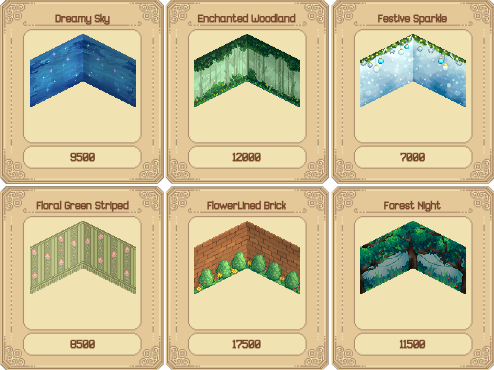 Dreamy Sky
Enchanted Woodland
Festive Sparkle
9500
12000
7000
Floral Green Striped
FlowerLined Brick
Forest Night
8500
17500
11500